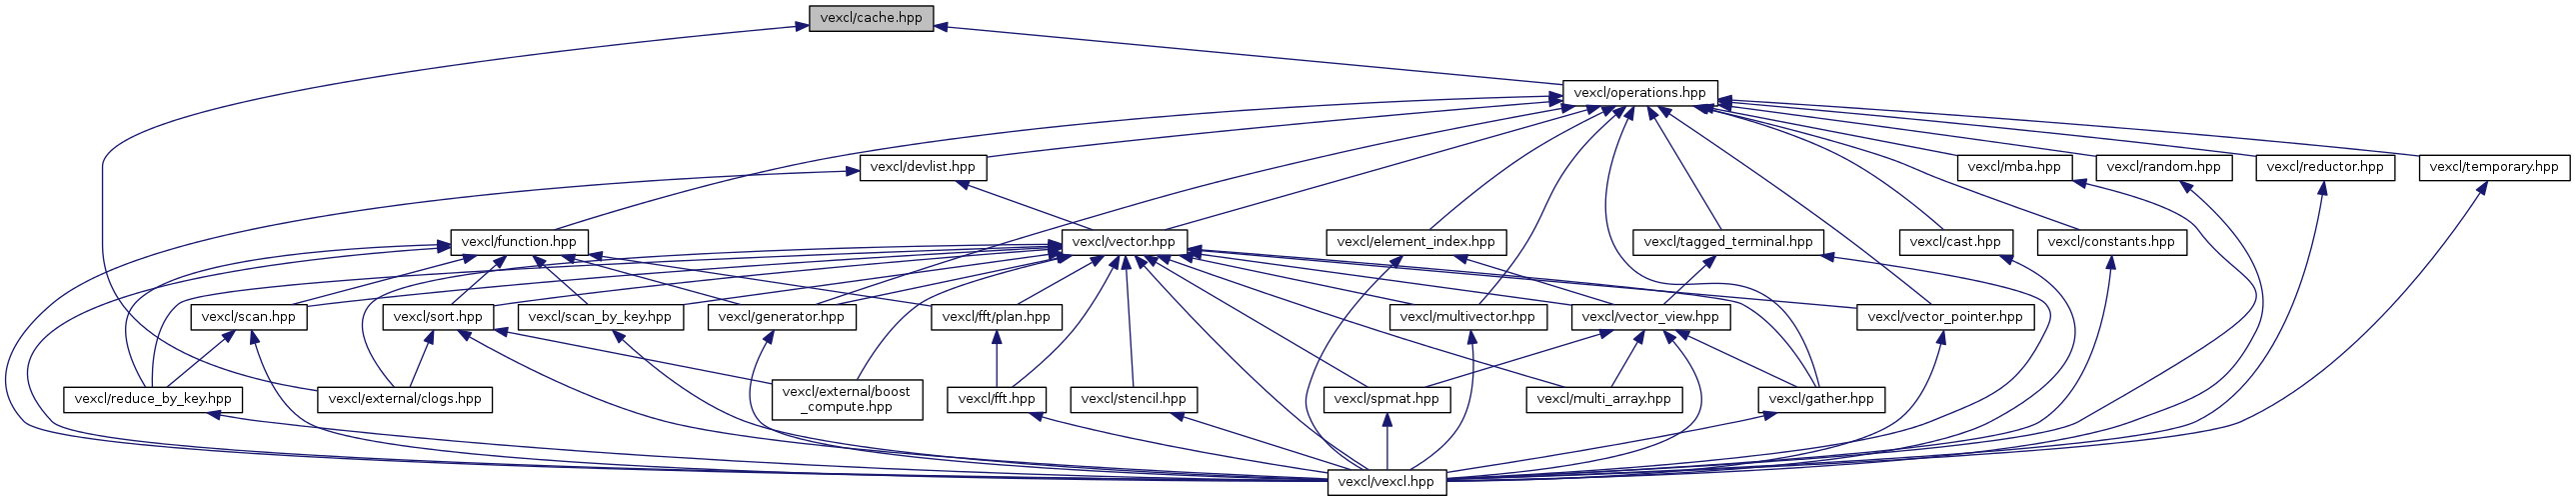 vexcl/cache.hpp
vexcl/operations.hpp
vexcl/devlist.hpp
vexcl/mba.hpp
vexcl/random.hpp
vexcl/reductor.hpp
vexcl/temporary.hpp
vexcl/function.hpp
vexcl/vector.hpp
vexcl/element_index.hpp
vexcl/tagged_terminal.hpp
vexcl/cast.hpp
vexcl/constants.hpp
vexcl/scan.hpp
vexcl/sort.hpp
vexcl/scan_by_key.hpp
vexcl/generator.hpp
vexcl/fft/plan.hpp
vexcl/multivector.hpp
vexcl/vector_view.hpp
vexcl/vector_pointer.hpp
vexcl/reduce_by_key.hpp
vexcl/external/clogs.hpp
vexcl/external/boost
_compute.hpp
vexcl/fft.hpp
vexcl/stencil.hpp
vexcl/spmat.hpp
vexcl/multi_array.hpp
vexcl/gather.hpp
vexcl/vexcl.hpp